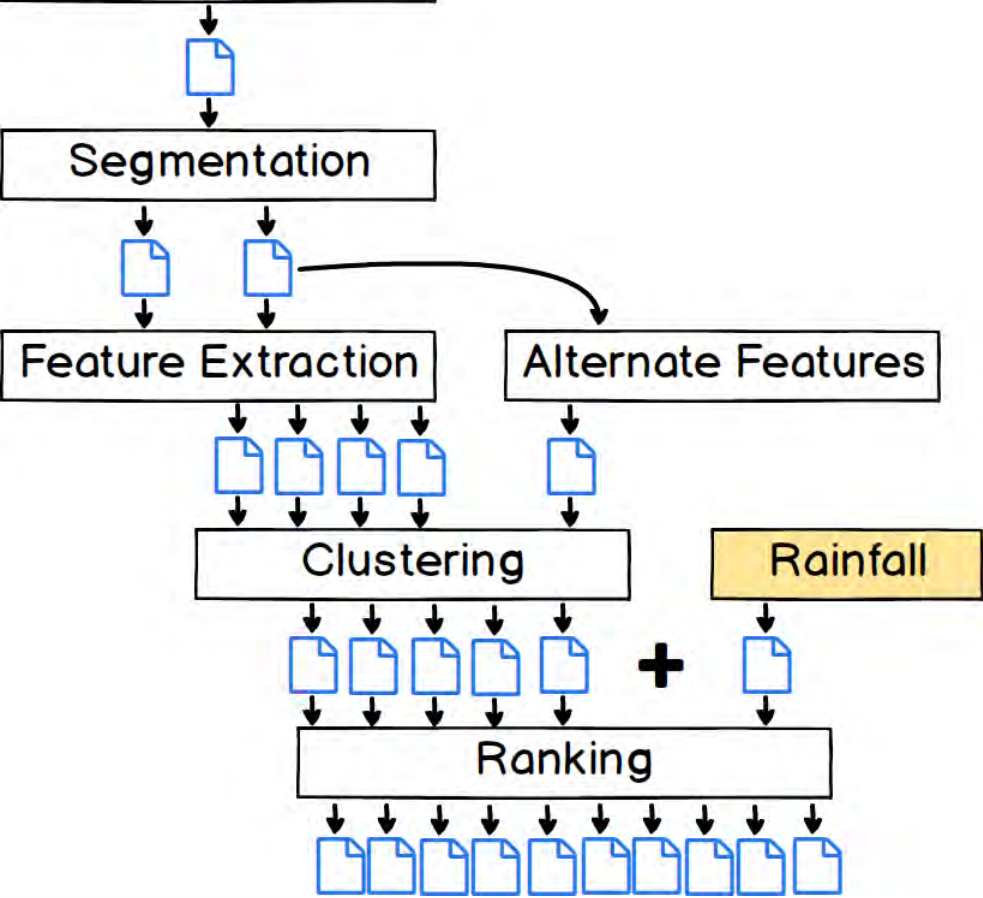 Segmentation
Feature Extraction
Alternate Features
Clustering
Rainfall
Ranking